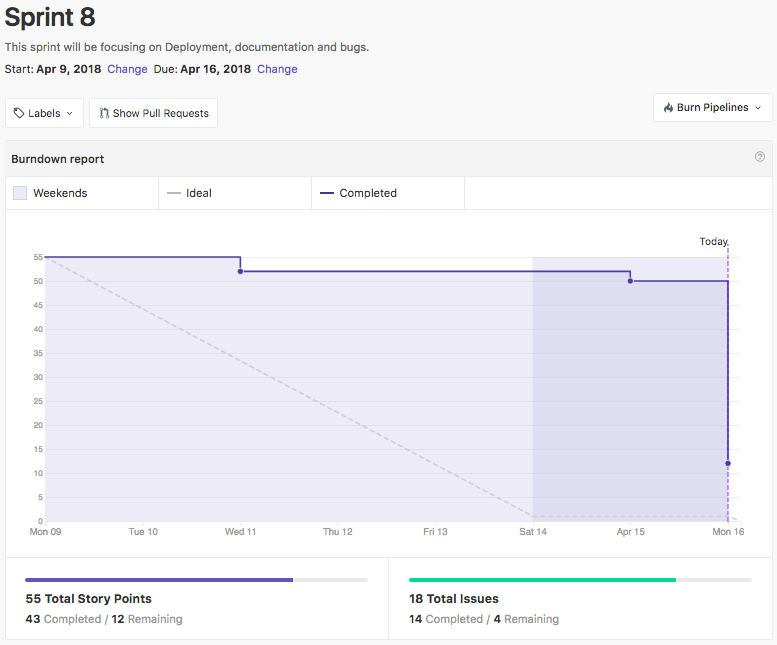 Sprint 8
This sprint will be focusing on Deployment, documentation and bugs.
Start: Apr 9, 2018 Change Due: Apr 16, 2018 Change
Labels Show Pull Requests Burn Pipelines
Burndown report
Weekends Ideal Completed
Today
55
50
45
40
35
30
25
20
15
10
5
0
Mon 09 Tue 10 Wed 11 Thu 12 Fri 13 Sat 14 Apr 15 Mon 16
55 Total Story Points
43 Completed / 12 Remaining
18 Total Issues
14 Completed / 4 Remaining